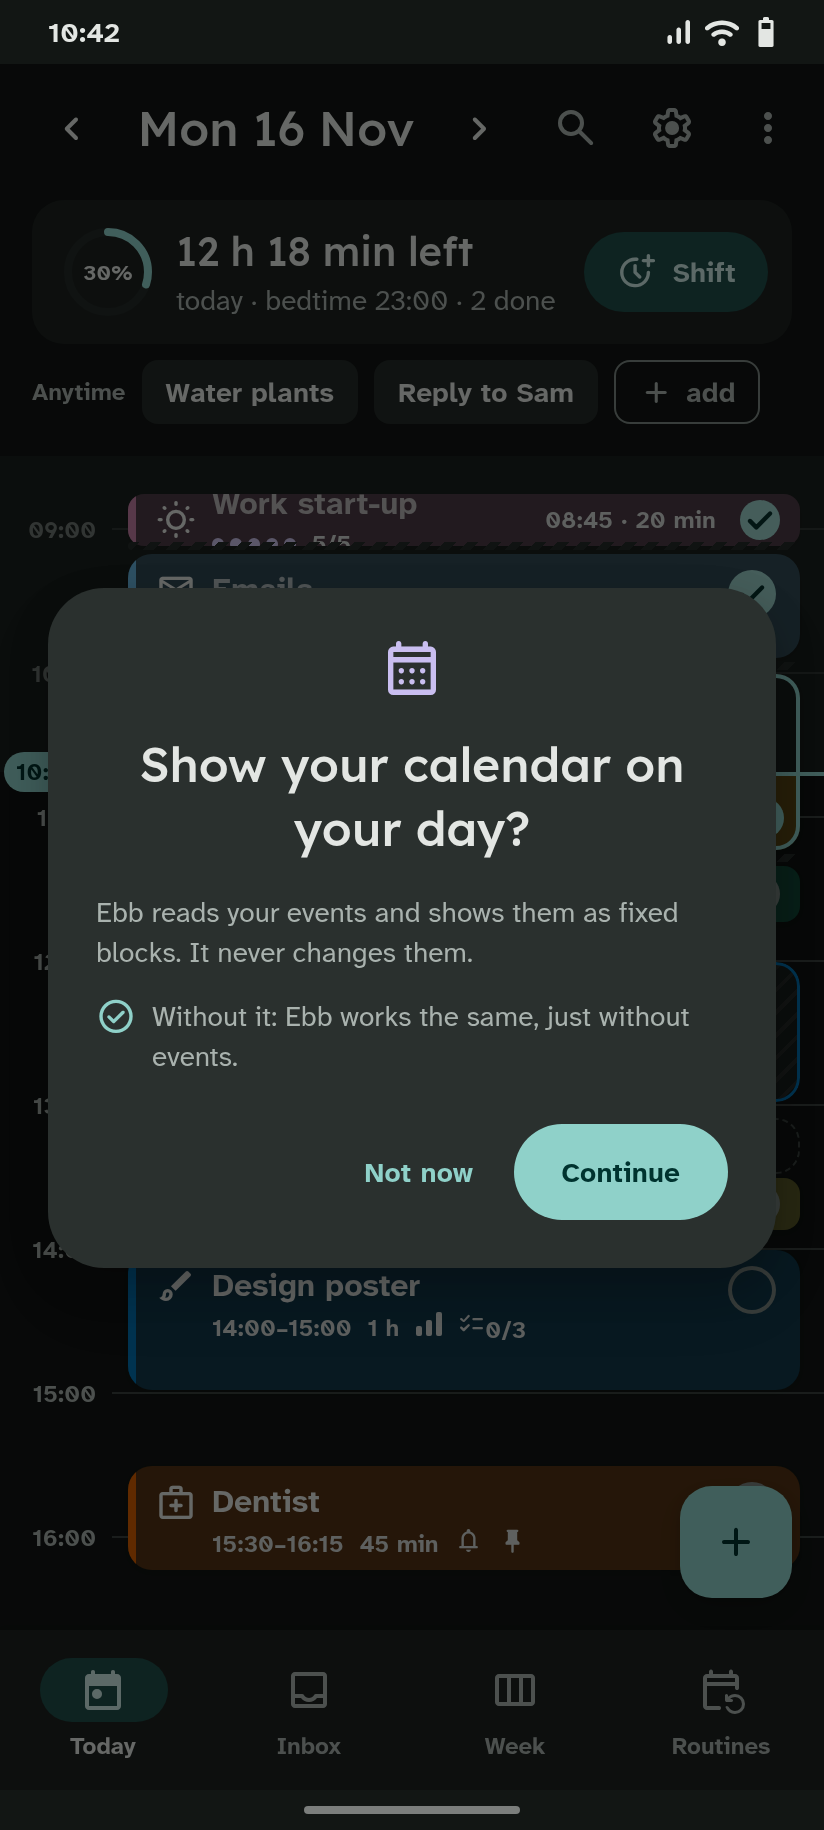 10:42
Mon 16 Nov
30%
12 h 18 min left
today · bedtime 23:00 · 2 done
Shift
Anytime
Water plants
Reply to Sam
add
09:00
Work start-up
5/5
08:45 · 20 min
Emails
Show your calendar on
your day?
Ebb reads your events and shows them as fixed
blocks. It never changes them.
Without it: Ebb works the same, just without
events.
Not now
Continue
Design poster
14:00–15:00 1 h 0/3
15:00
Dentist
15:30–16:15 45 min
16:00
Today
Inbox
Week
Routines